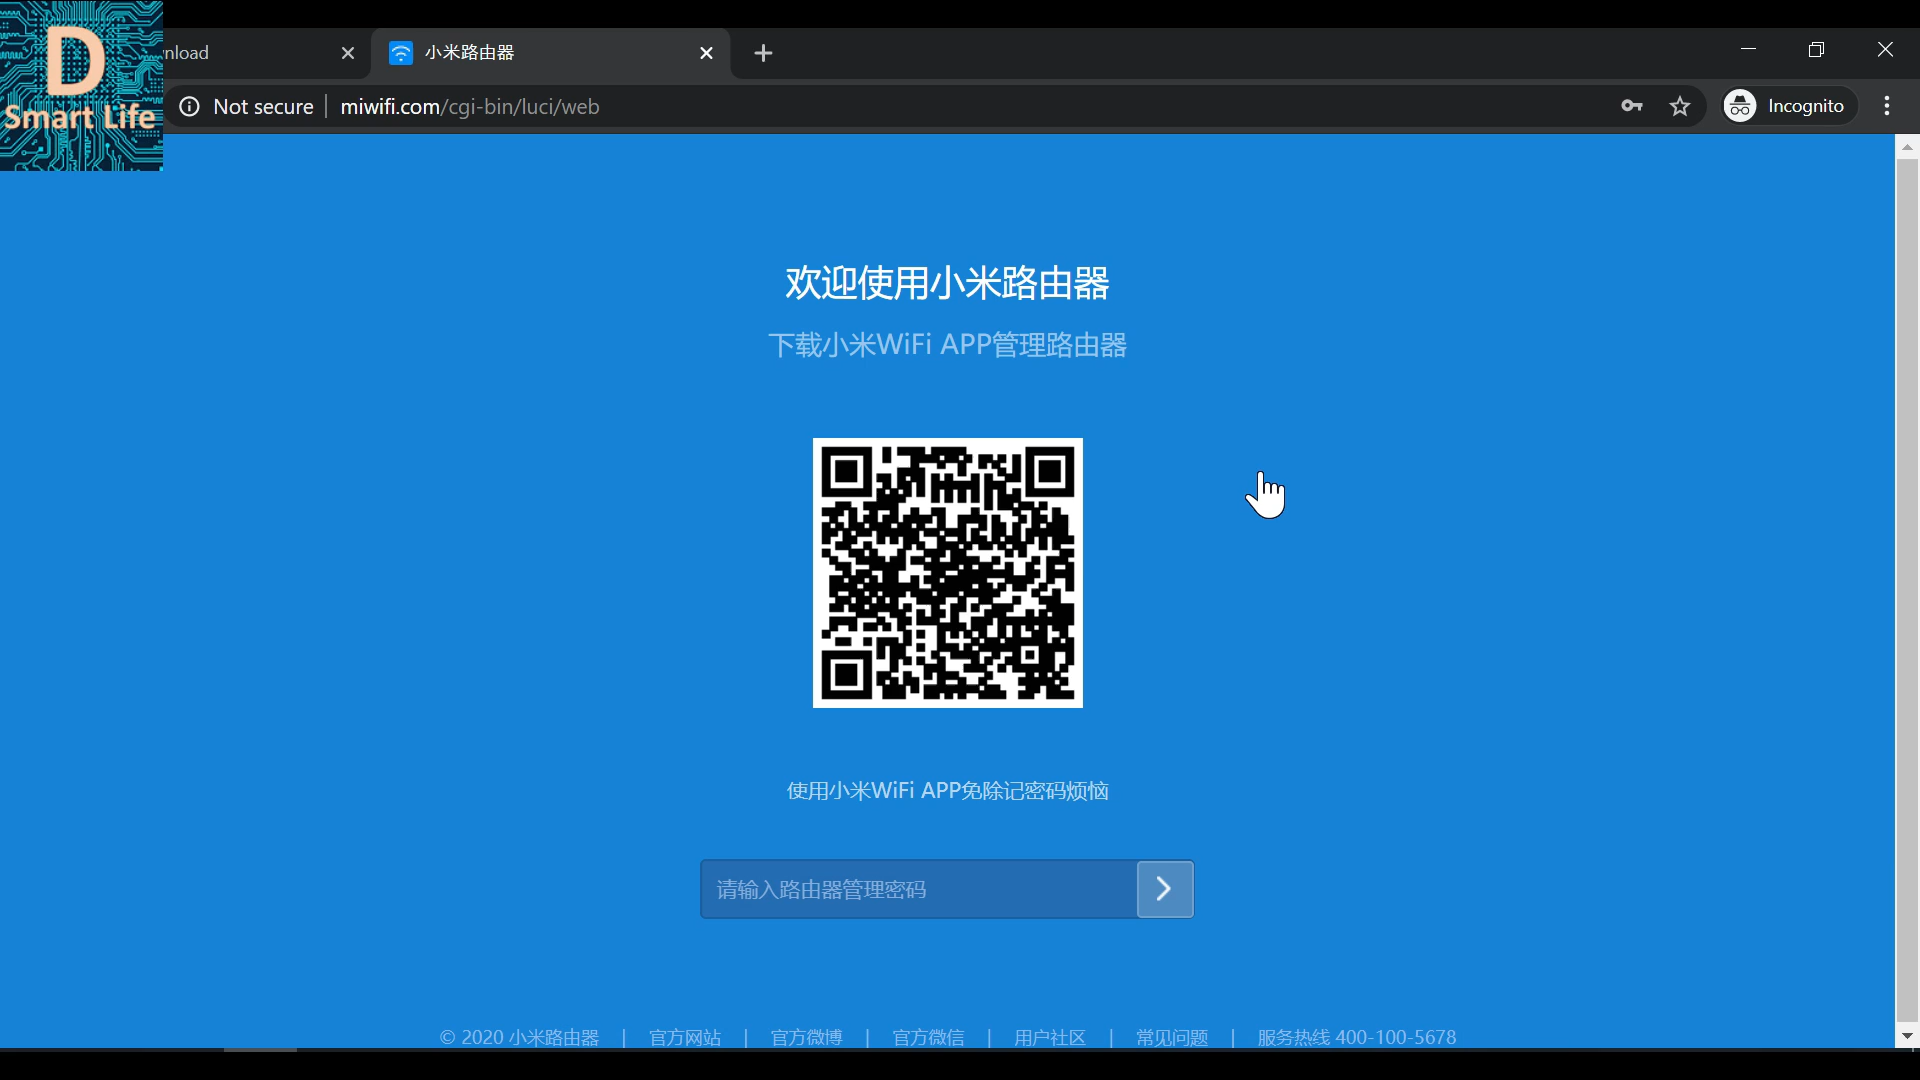 D
Smart Life
nload
小米路由器
Not secure
miwifi.com/cgi-bin/luci/web
Incognito
欢迎使用小米路由器
下载小米WiFi APP管理路由器
使用小米WiFi APP免除记密码烦恼
请输入路由器管理密码
© 2020 小米路由器 | 官方网站 | 官方微博 | 官方微信 | 用户社区 | 常见问题 | 服务热线 400-100-5678